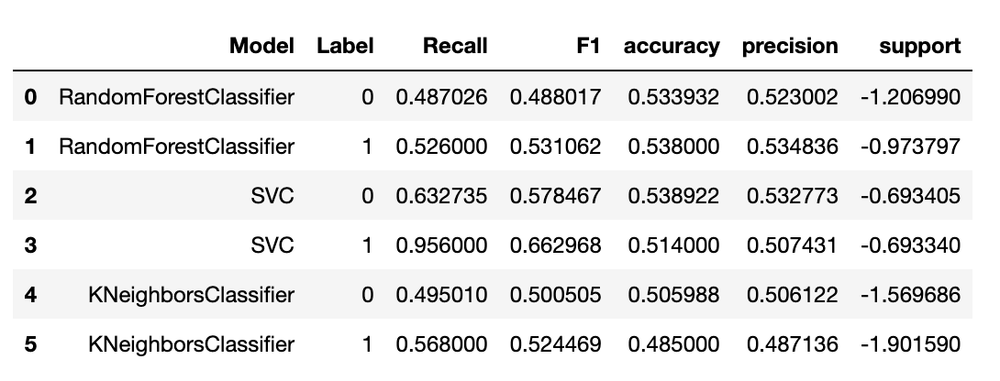 Model Label Recall F1 accuracy precision support
0 RandomForestClassifier 0 0.487026 0.488017 0.533932 0.523002 -1.206990
1 RandomForestClassifier 1 0.526000 0.531062 0.538000 0.534836 -0.973797
2 SVC 0 0.632735 0.578467 0.538922 0.532773 -0.693405
3 SVC 1 0.956000 0.662968 0.514000 0.507431 -0.693340
4 KNeighborsClassifier 0 0.495010 0.500505 0.505988 0.506122 -1.569686
5 KNeighborsClassifier 1 0.568000 0.524469 0.485000 0.487136 -1.901590